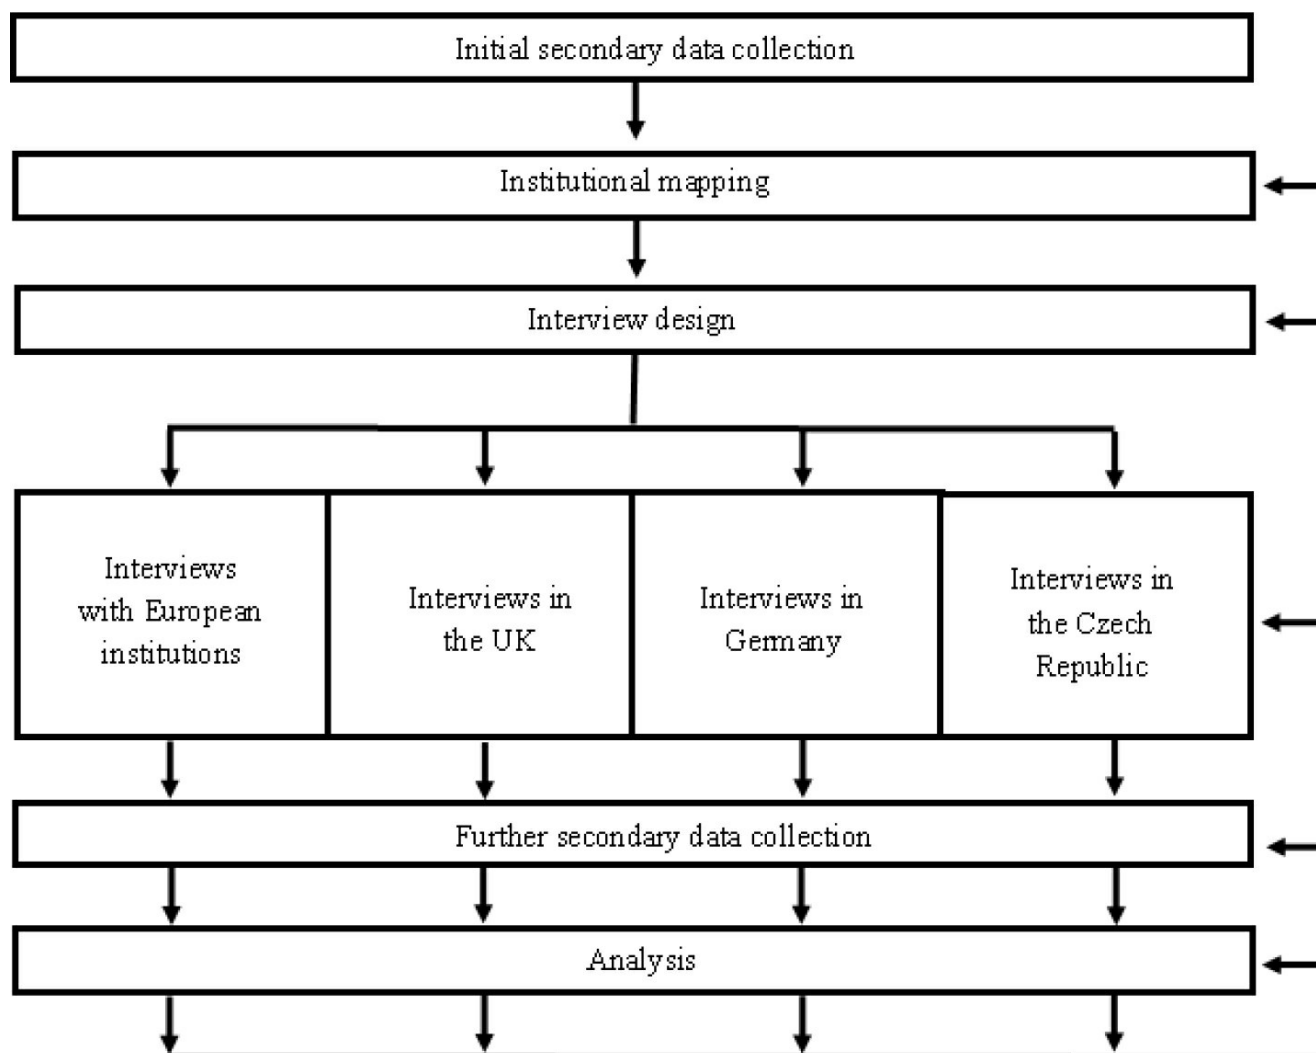 Initial secondary data collection
Institutional mapping
Interview design
Interviews
with European
institutions
Interviews in
the UK
Interviews in
Germany
Interviews in
the Czech
Republic
Further secondary data collection
Analysis